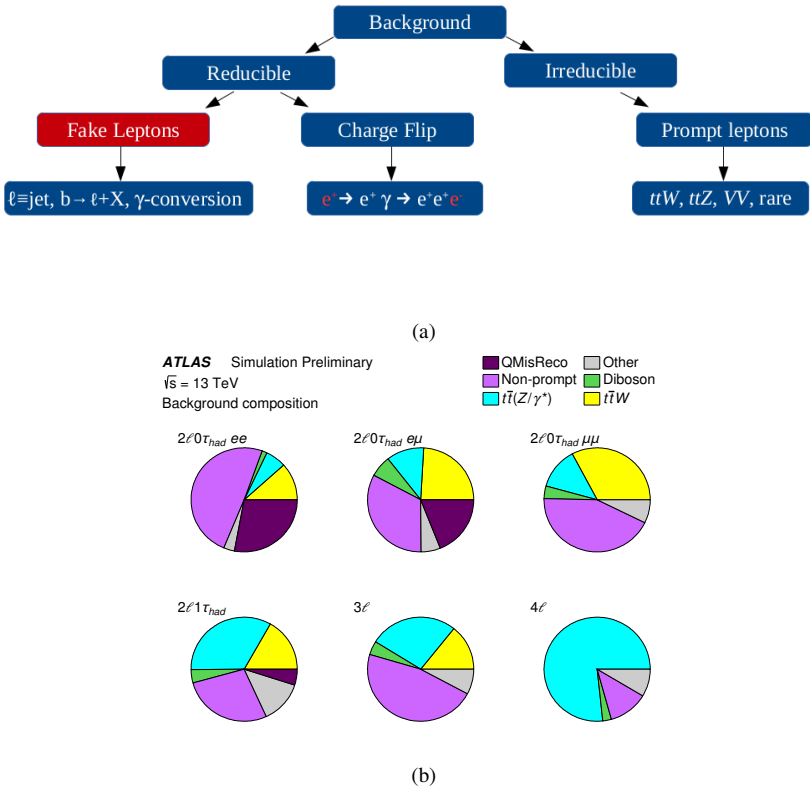 Background
Reducible
Irreducible
Fake Leptons
Charge Flip
Prompt leptons
ℓ≡jet, b→ℓ+X, γ-conversion
e⁺→ e⁺ γ → e⁺e⁺e⁻
ttW, ttZ, VV, rare
(a)
ATLAS Simulation Preliminary
√s = 13 TeV
Background composition
QMisReco
Other
Non-prompt
Diboson
tt̄(Z/γ*)
tt̄W
2ℓ0τhad ee
2ℓ0τhad eμ
2ℓ0τhad μμ
2ℓ1τhad
3ℓ
4ℓ
(b)